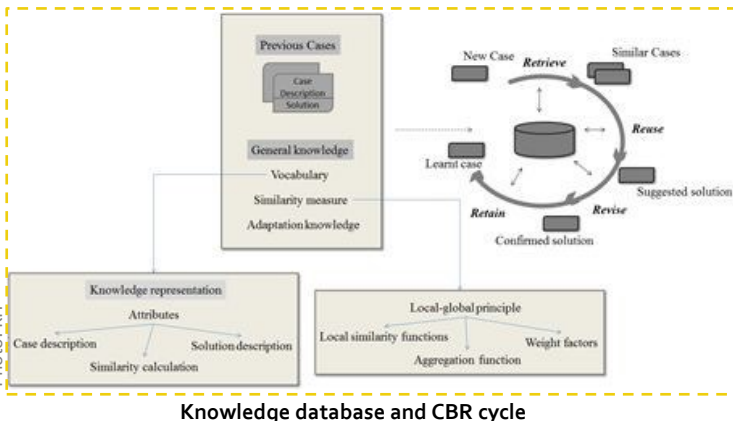 Previous Cases
Case
Description
Solution
General knowledge
Vocabulary
Similarity measure
Adaptation knowledge
New Case
Retrieve
Similar Cases
Reuse
Suggested solution
Revise
Confirmed solution
Retain
Learnt case
Knowledge representation
Attributes
Case description
Solution description
Similarity calculation
Local-global principle
Local similarity functions
Weight factors
Aggregation function
Knowledge database and CBR cycle